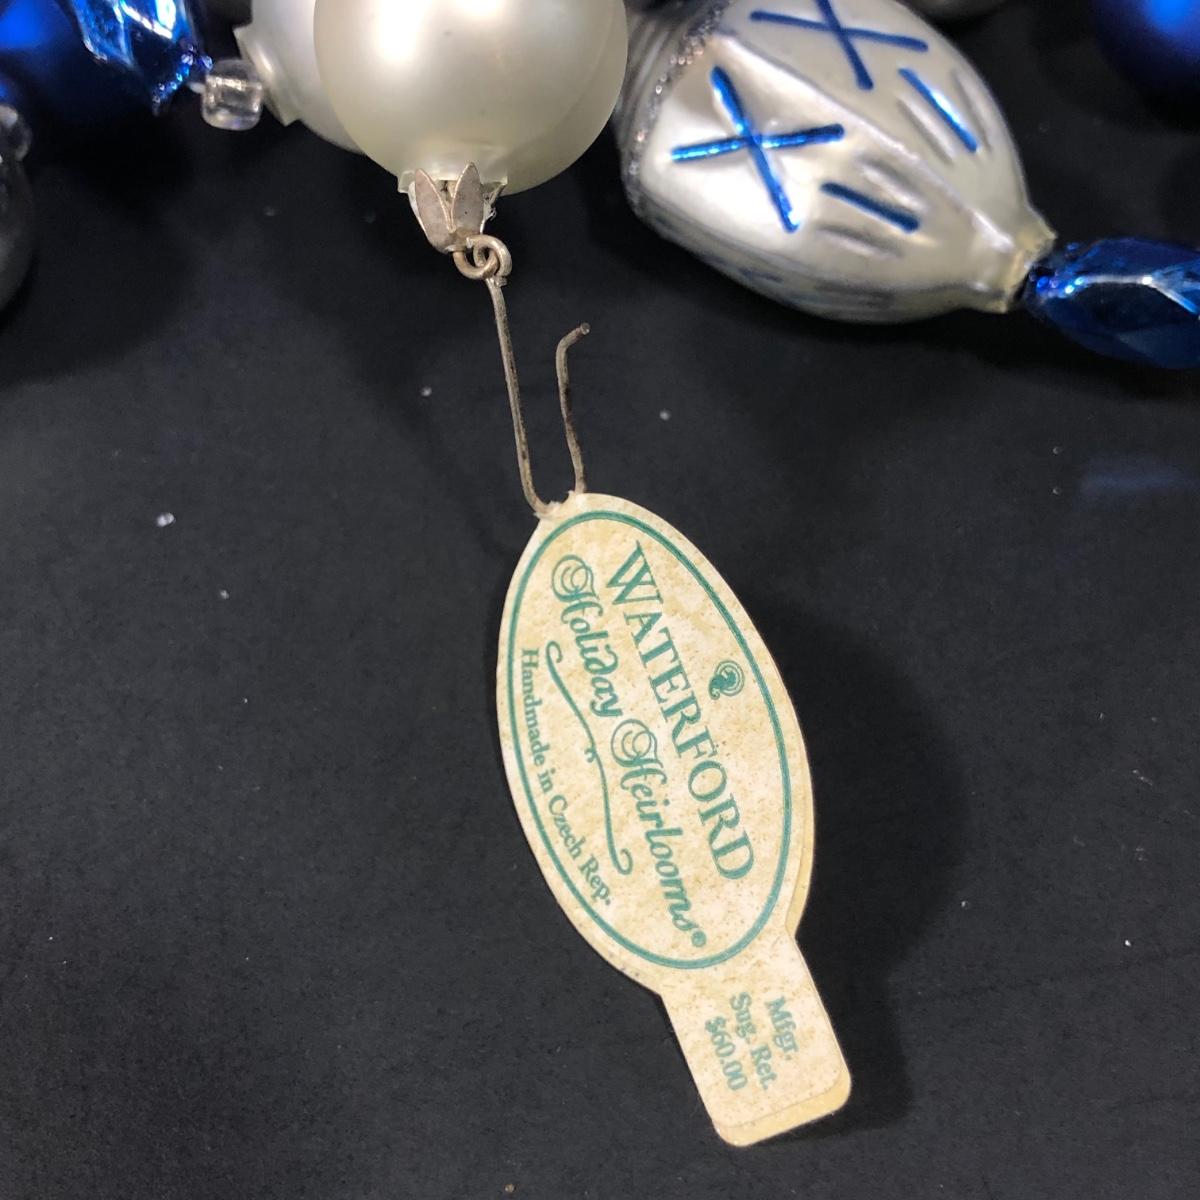 WATERFORD
Holiday Heirlooms®
Handmade in Czech Rep.
Mfgr.
Sug. Ret.
$60.00